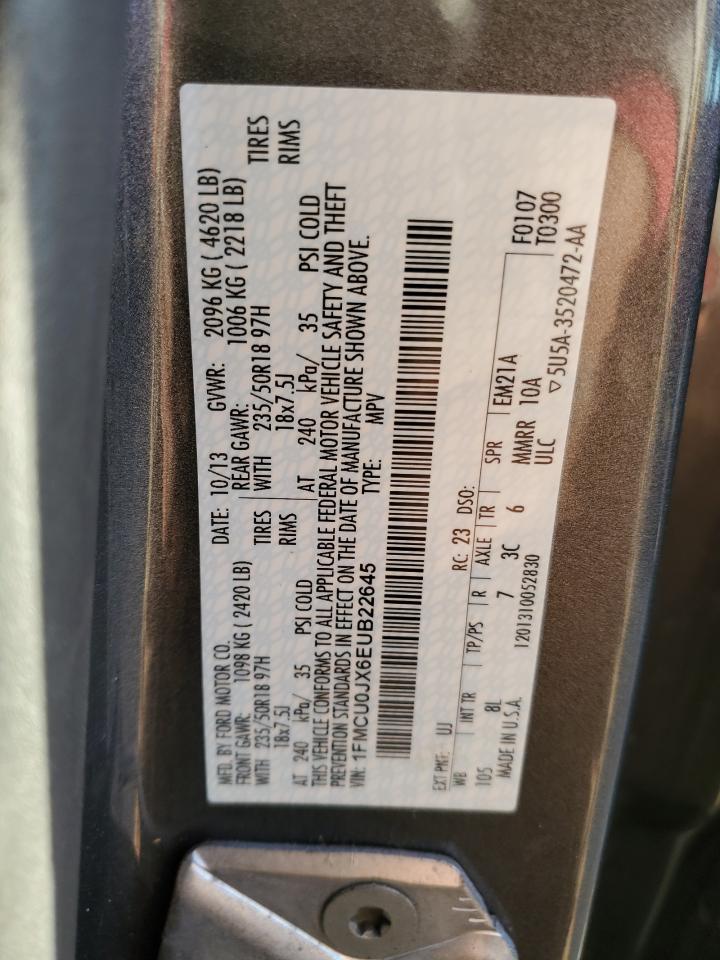 MFD. BY FORD MOTOR CO.
DATE: 10/13 GVWR: 2096 KG ( 4620 LB)
FRONT GAWR: 1098 KG ( 2420 LB) REAR GAWR: 1006 KG ( 2218 LB)
WITH 235/50R18 97H TIRES WITH 235/50R18 97H TIRES
18x7.5J RIMS 18x7.5J RIMS
AT 240 kPa/ 35 PSI COLD AT 240 kPa/ 35 PSI COLD
THIS VEHICLE CONFORMS TO ALL APPLICABLE FEDERAL MOTOR VEHICLE SAFETY AND THEFT
PREVENTION STANDARDS IN EFFECT ON THE DATE OF MANUFACTURE SHOWN ABOVE.
VIN: 1FMCU0JX6EUB22645 TYPE: MPV
EXT PNT: UJ RC: 23 DSO:
WB INT TR TP/PS R AXLE TR SPR EM21A F0107
105 8L 7 3C 6 MMRR 10A T0300
MADE IN U.S.A. 1201310052830 ULC ▽5U5A-3520472-AA